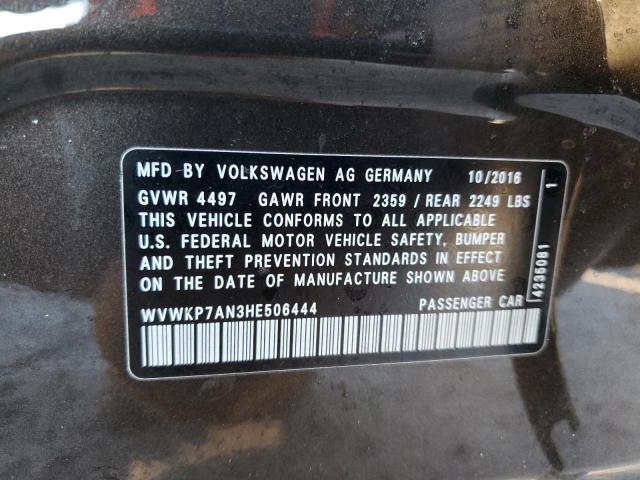 MFD BY VOLKSWAGEN AG GERMANY 10/2016
GVWR 4497 GAWR FRONT 2359 / REAR 2249 LBS
THIS VEHICLE CONFORMS TO ALL APPLICABLE
U.S. FEDERAL MOTOR VEHICLE SAFETY, BUMPER
AND THEFT PREVENTION STANDARDS IN EFFECT
ON THE DATE OF MANUFACTURE SHOWN ABOVE
WVWKP7AN3HE506444 PASSENGER CAR
4235081 1